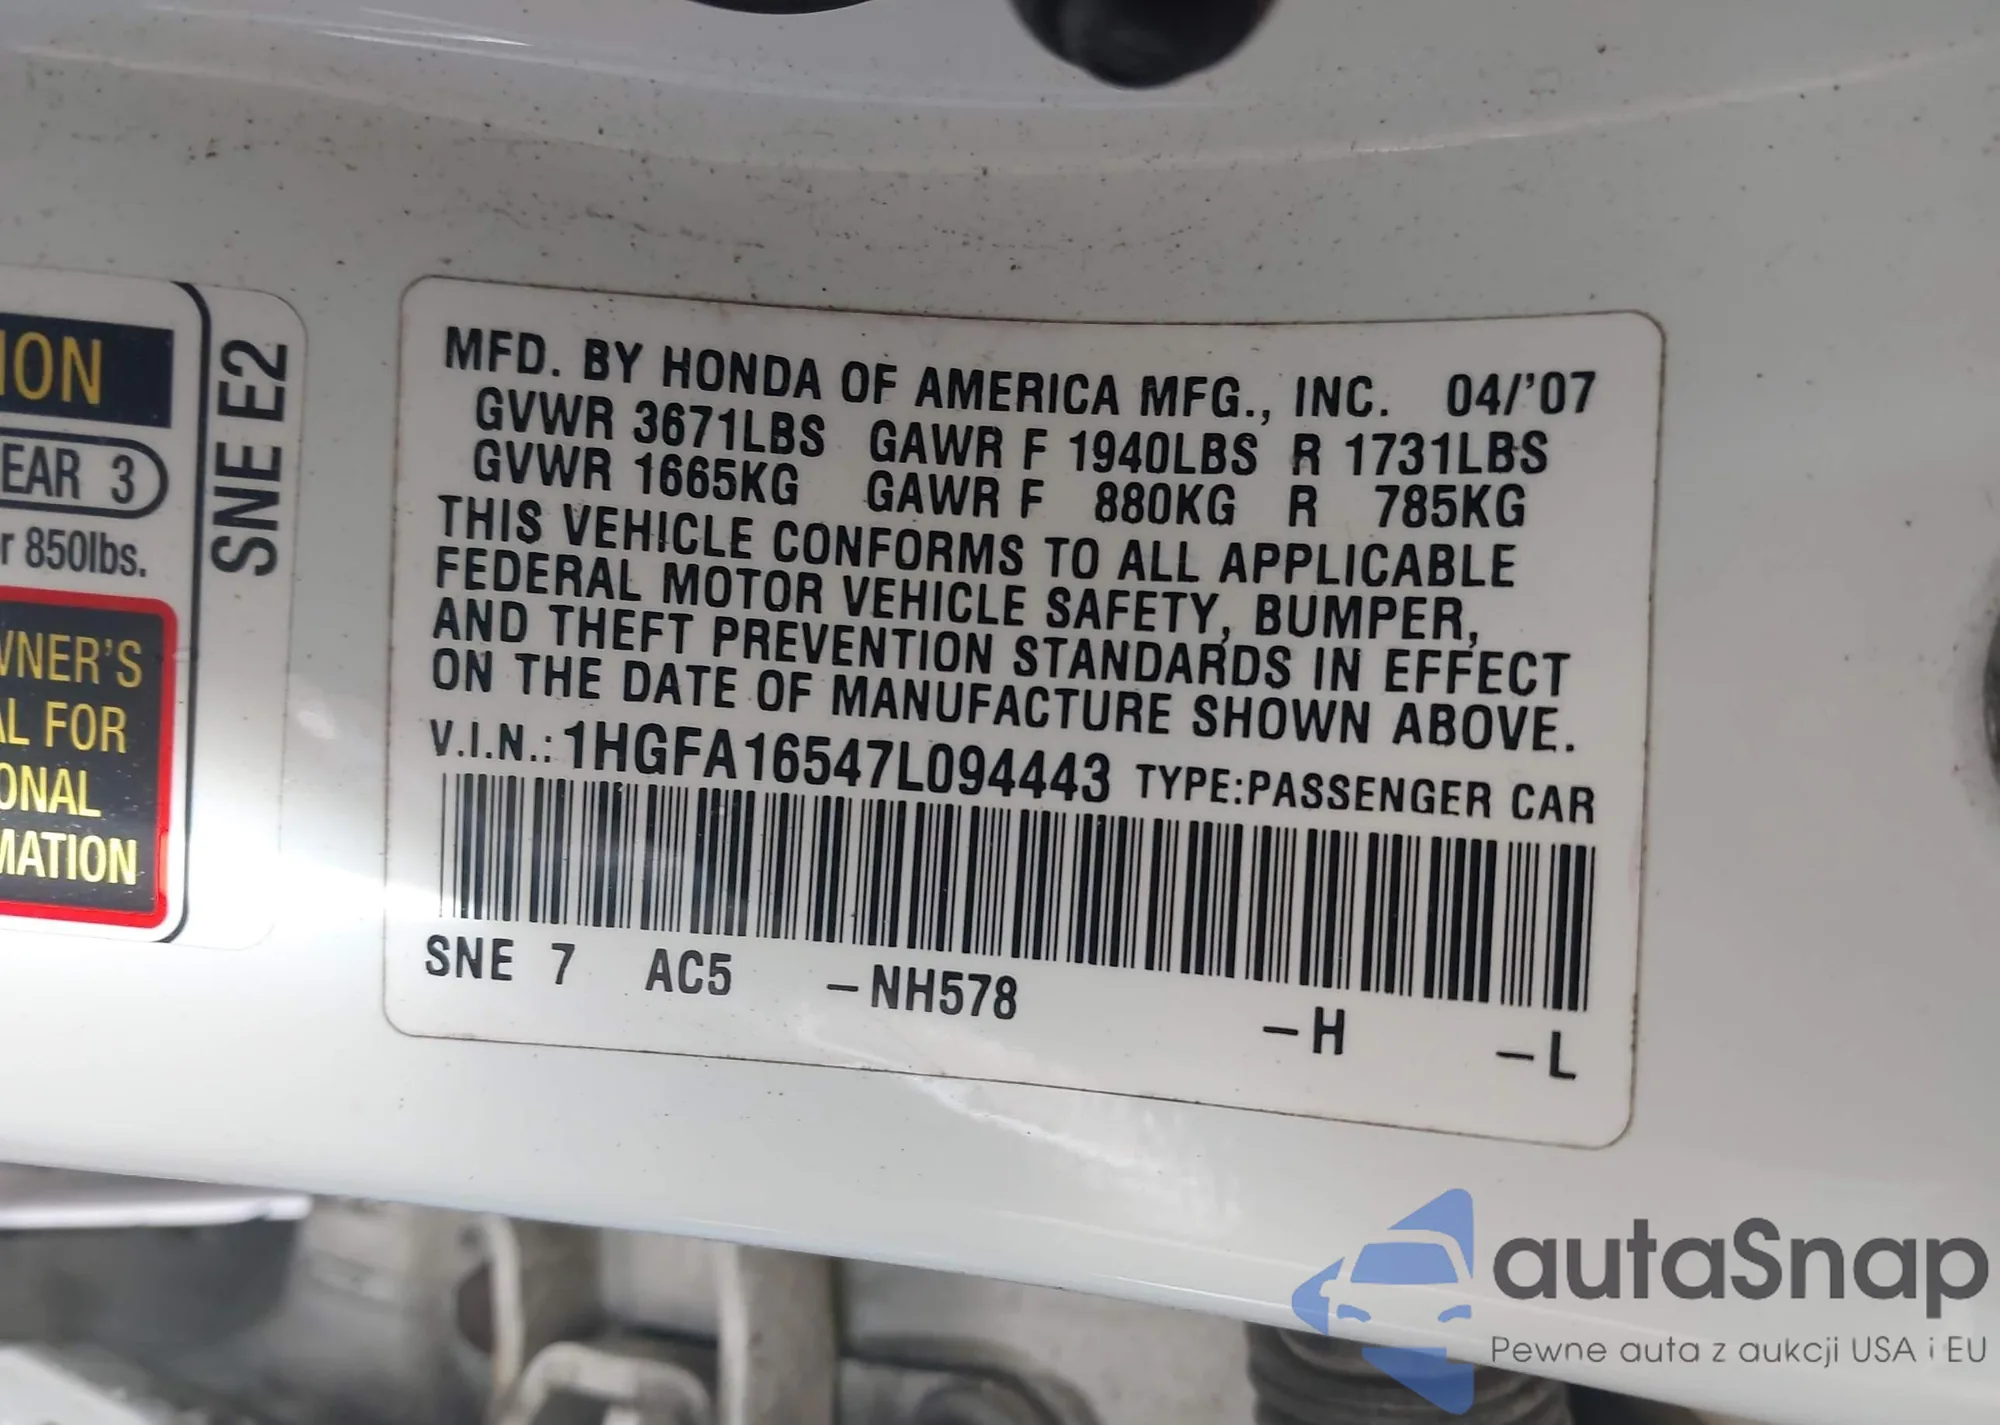 ION
EAR 3
r 850lbs.
WNER'S
AL FOR
ONAL
MATION
SNE E2
MFD. BY HONDA OF AMERICA MFG., INC. 04/'07
GVWR 3671LBS GAWR F 1940LBS R 1731LBS
GVWR 1665KG GAWR F 880KG R 785KG
THIS VEHICLE CONFORMS TO ALL APPLICABLE
FEDERAL MOTOR VEHICLE SAFETY, BUMPER,
AND THEFT PREVENTION STANDARDS IN EFFECT
ON THE DATE OF MANUFACTURE SHOWN ABOVE.
V.I.N.: 1HGFA16547L094443 TYPE:PASSENGER CAR
SNE 7 AC5 –NH578 –H –L
autaSnap
Pewne auta z aukcji USA i EU